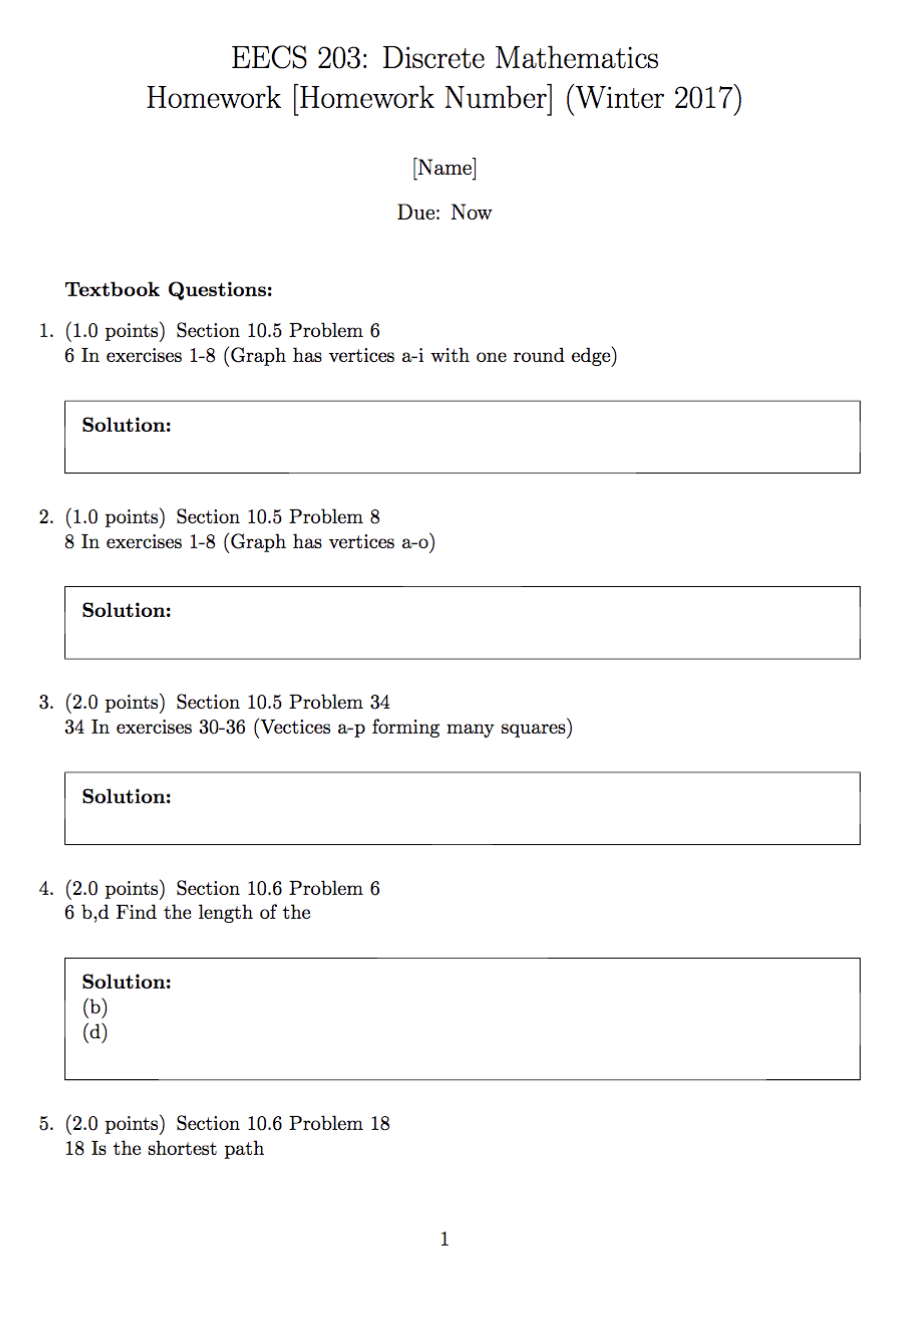 EECS 203: Discrete Mathematics
Homework [Homework Number] (Winter 2017)
[Name]
Due: Now
Textbook Questions:
1. (1.0 points) Section 10.5 Problem 6
6 In exercises 1-8 (Graph has vertices a-i with one round edge)
Solution:
2. (1.0 points) Section 10.5 Problem 8
8 In exercises 1-8 (Graph has vertices a-o)
Solution:
3. (2.0 points) Section 10.5 Problem 34
34 In exercises 30-36 (Vectices a-p forming many squares)
Solution:
4. (2.0 points) Section 10.6 Problem 6
6 b,d Find the length of the
Solution:
(b)
(d)
5. (2.0 points) Section 10.6 Problem 18
18 Is the shortest path
1